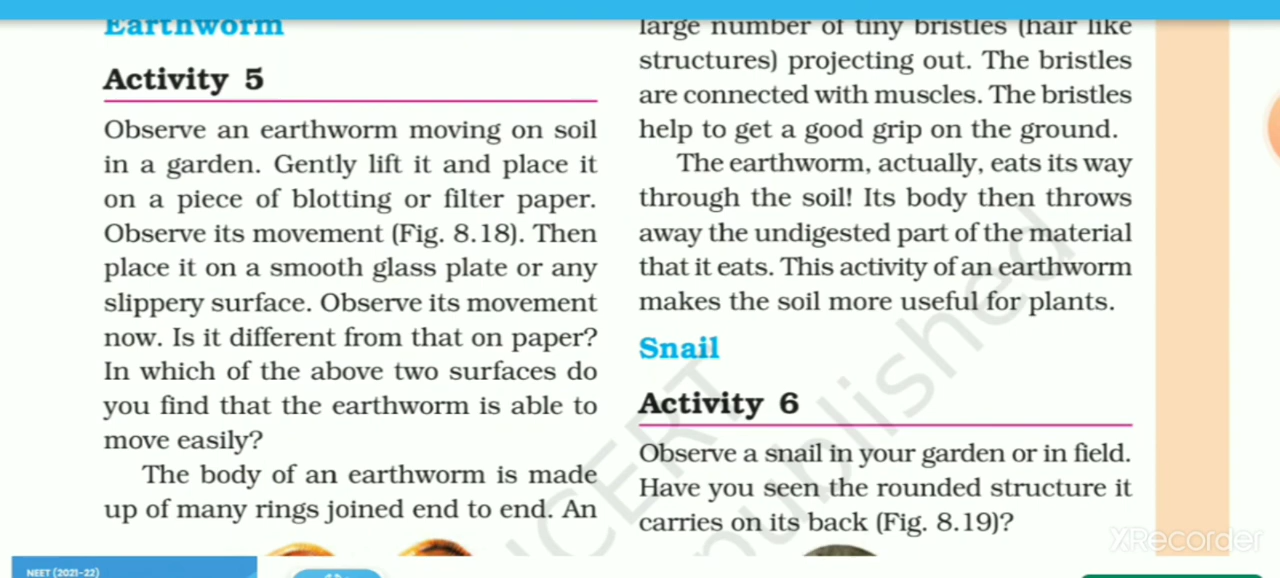 Earthworm
Activity 5
Observe an earthworm moving on soil
in a garden. Gently lift it and place it
on a piece of blotting or filter paper.
Observe its movement (Fig. 8.18). Then
place it on a smooth glass plate or any
slippery surface. Observe its movement
now. Is it different from that on paper?
In which of the above two surfaces do
you find that the earthworm is able to
move easily?
The body of an earthworm is made
up of many rings joined end to end. An
large number of tiny bristles (hair like
structures) projecting out. The bristles
are connected with muscles. The bristles
help to get a good grip on the ground.
The earthworm, actually, eats its way
through the soil! Its body then throws
away the undigested part of the material
that it eats. This activity of an earthworm
makes the soil more useful for plants.
Snail
Activity 6
Observe a snail in your garden or in field.
Have you seen the rounded structure it
carries on its back (Fig. 8.19)?
NCERT
published
XRecorder
NEET (2021-22)